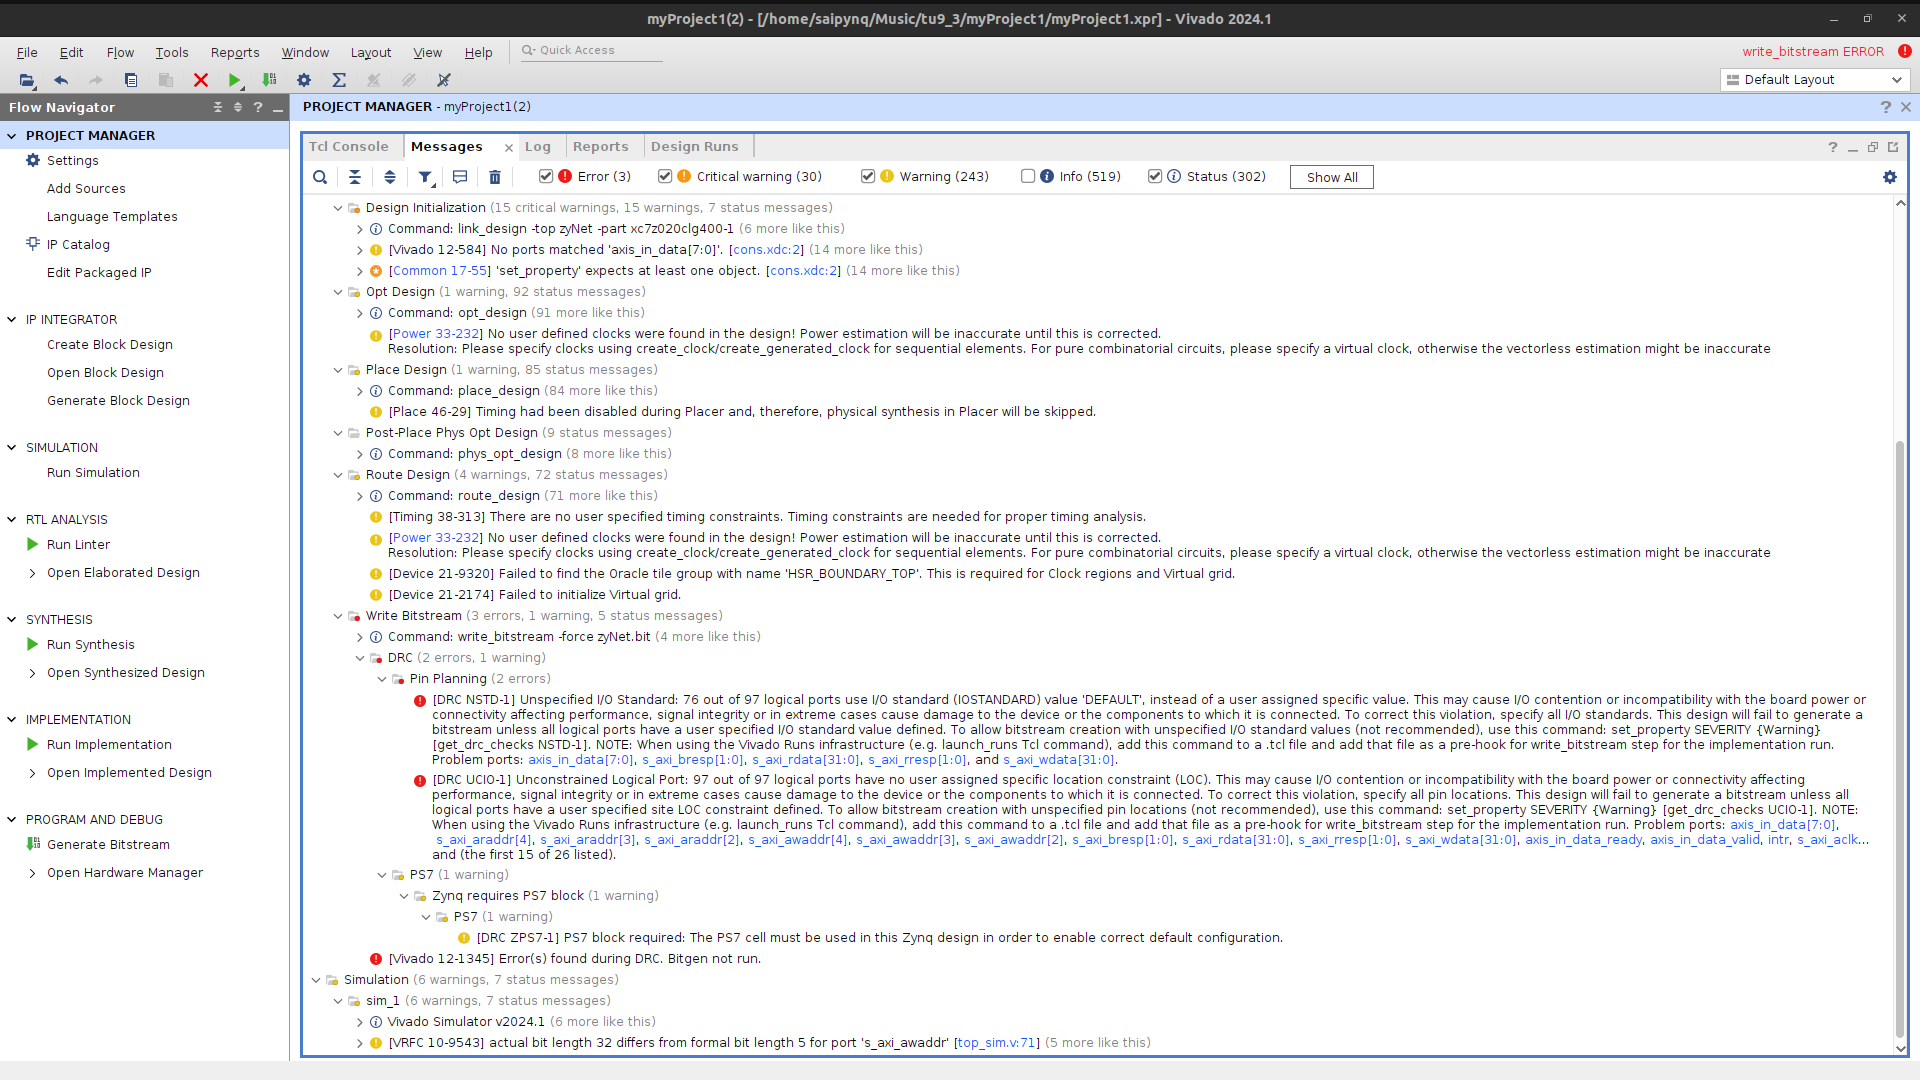 myProject1(2) - [/home/saipynq/Music/tu9_3/myProject1/myProject1.xpr] - Vivado 2024.1
File Edit Flow Tools Reports Window Layout View Help Quick Access
write_bitstream ERROR
Default Layout
Flow Navigator
PROJECT MANAGER - myProject1(2)
PROJECT MANAGER
Settings
Add Sources
Language Templates
IP Catalog
Edit Packaged IP
IP INTEGRATOR
Create Block Design
Open Block Design
Generate Block Design
SIMULATION
Run Simulation
RTL ANALYSIS
Run Linter
Open Elaborated Design
SYNTHESIS
Run Synthesis
Open Synthesized Design
IMPLEMENTATION
Run Implementation
Open Implemented Design
PROGRAM AND DEBUG
Generate Bitstream
Open Hardware Manager
Tcl Console Messages Log Reports Design Runs
Error (3) Critical warning (30) Warning (243) Info (519) Status (302) Show All
Design Initialization (15 critical warnings, 15 warnings, 7 status messages)
Command: link_design -top zyNet -part xc7z020clg400-1 (6 more like this)
[Vivado 12-584] No ports matched 'axis_in_data[7:0]'. [cons.xdc:2] (14 more like this)
[Common 17-55] 'set_property' expects at least one object. [cons.xdc:2] (14 more like this)
Opt Design (1 warning, 92 status messages)
Command: opt_design (91 more like this)
[Power 33-232] No user defined clocks were found in the design! Power estimation will be inaccurate until this is corrected.
Resolution: Please specify clocks using create_clock/create_generated_clock for sequential elements. For pure combinatorial circuits, please specify a virtual clock, otherwise the vectorless estimation might be inaccurate
Place Design (1 warning, 85 status messages)
Command: place_design (84 more like this)
[Place 46-29] Timing had been disabled during Placer and, therefore, physical synthesis in Placer will be skipped.
Post-Place Phys Opt Design (9 status messages)
Command: phys_opt_design (8 more like this)
Route Design (4 warnings, 72 status messages)
Command: route_design (71 more like this)
[Timing 38-313] There are no user specified timing constraints. Timing constraints are needed for proper timing analysis.
[Power 33-232] No user defined clocks were found in the design! Power estimation will be inaccurate until this is corrected.
Resolution: Please specify clocks using create_clock/create_generated_clock for sequential elements. For pure combinatorial circuits, please specify a virtual clock, otherwise the vectorless estimation might be inaccurate
[Device 21-9320] Failed to find the Oracle tile group with name 'HSR_BOUNDARY_TOP'. This is required for Clock regions and Virtual grid.
[Device 21-2174] Failed to initialize Virtual grid.
Write Bitstream (3 errors, 1 warning, 5 status messages)
Command: write_bitstream -force zyNet.bit (4 more like this)
DRC (2 errors, 1 warning)
Pin Planning (2 errors)
[DRC NSTD-1] Unspecified I/O Standard: 76 out of 97 logical ports use I/O standard (IOSTANDARD) value 'DEFAULT', instead of a user assigned specific value. This may cause I/O contention or incompatibility with the board power or
connectivity affecting performance, signal integrity or in extreme cases cause damage to the device or the components to which it is connected. To correct this violation, specify all I/O standards. This design will fail to generate a
bitstream unless all logical ports have a user specified I/O standard value defined. To allow bitstream creation with unspecified I/O standard values (not recommended), use this command: set_property SEVERITY {Warning}
[get_drc_checks NSTD-1]. NOTE: When using the Vivado Runs infrastructure (e.g. launch_runs Tcl command), add this command to a .tcl file and add that file as a pre-hook for write_bitstream step for the implementation run.
Problem ports: axis_in_data[7:0], s_axi_bresp[1:0], s_axi_rdata[31:0], s_axi_rresp[1:0], and s_axi_wdata[31:0].
[DRC UCIO-1] Unconstrained Logical Port: 97 out of 97 logical ports have no user assigned specific location constraint (LOC). This may cause I/O contention or incompatibility with the board power or connectivity affecting
performance, signal integrity or in extreme cases cause damage to the device or the components to which it is connected. To correct this violation, specify all pin locations. This design will fail to generate a bitstream unless all
logical ports have a user specified site LOC constraint defined. To allow bitstream creation with unspecified pin locations (not recommended), use this command: set_property SEVERITY {Warning} [get_drc_checks UCIO-1]. NOTE:
When using the Vivado Runs infrastructure (e.g. launch_runs Tcl command), add this command to a .tcl file and add that file as a pre-hook for write_bitstream step for the implementation run. Problem ports: axis_in_data[7:0],
s_axi_araddr[4], s_axi_araddr[3], s_axi_araddr[2], s_axi_awaddr[4], s_axi_awaddr[3], s_axi_awaddr[2], s_axi_bresp[1:0], s_axi_rdata[31:0], s_axi_rresp[1:0], s_axi_wdata[31:0], axis_in_data_ready, axis_in_data_valid, intr, s_axi_aclk...
and (the first 15 of 26 listed).
PS7 (1 warning)
Zynq requires PS7 block (1 warning)
PS7 (1 warning)
[DRC ZPS7-1] PS7 block required: The PS7 cell must be used in this Zynq design in order to enable correct default configuration.
[Vivado 12-1345] Error(s) found during DRC. Bitgen not run.
Simulation (6 warnings, 7 status messages)
sim_1 (6 warnings, 7 status messages)
Vivado Simulator v2024.1 (6 more like this)
[VRFC 10-9543] actual bit length 32 differs from formal bit length 5 for port 's_axi_awaddr' [top_sim.v:71] (5 more like this)